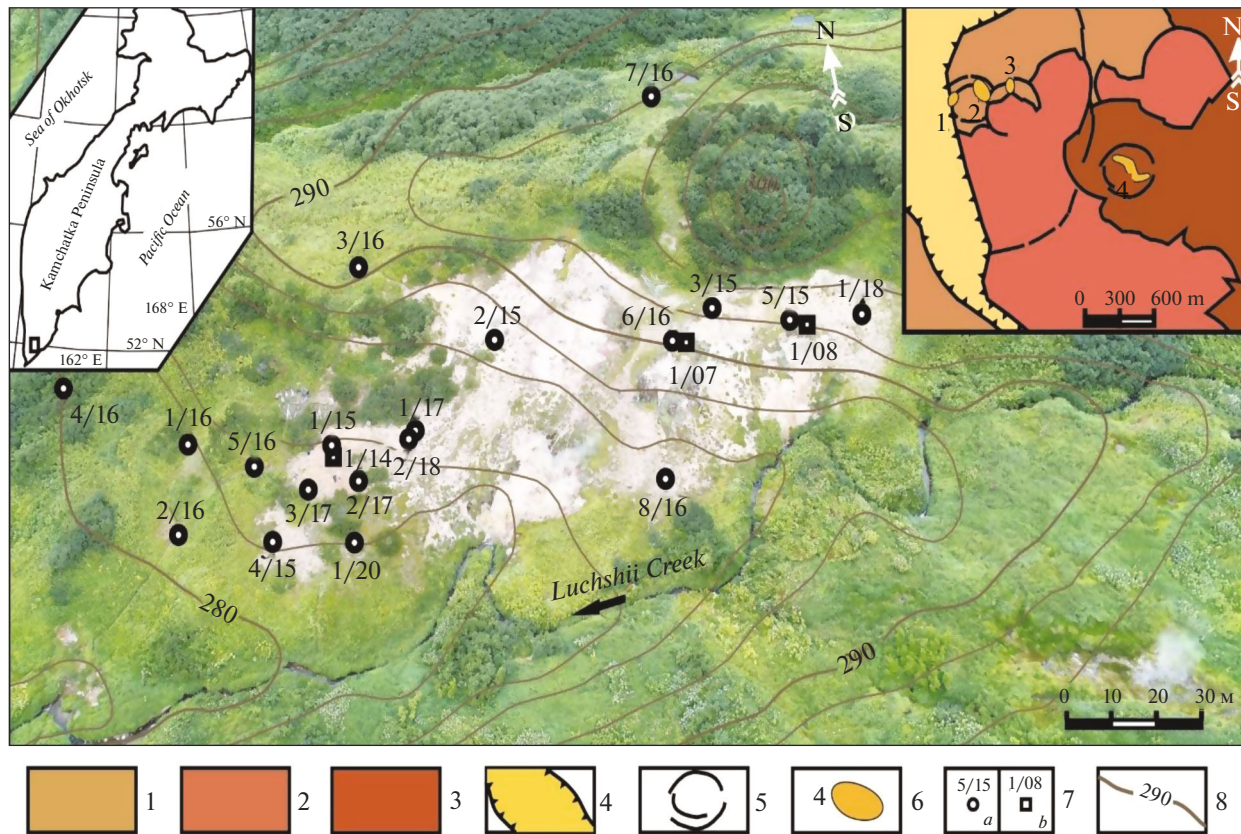 Sea of Okhotsk
Kamchatka Peninsula
Pacific Ocean
56° N
168° E
52° N
162° E
N
S
N
S
1
2
3
4
0 300 600 m
7/16
290
3/16
2/15
3/15
5/15
1/18
6/16
1/07
1/08
4/16
1/16
5/16
1/15
1/14
1/17
2/18
2/17
3/17
8/16
2/16
4/15
1/20
280
Luchshii Creek
290
0 10 20 30 м
1
2
3
4
5
4
6
5/15
a
1/08
b
7
290
8